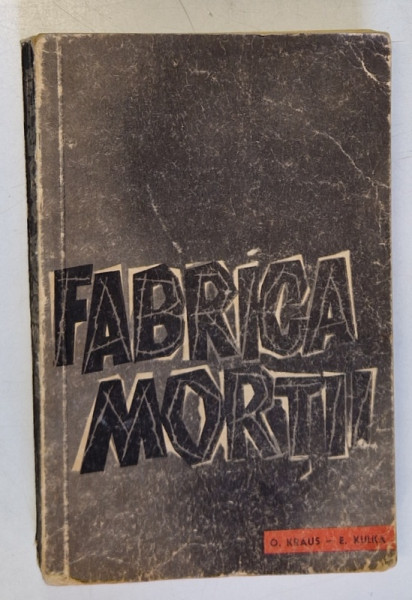 FABRICA
MORȚII
O. KRAUS – E. KULKA